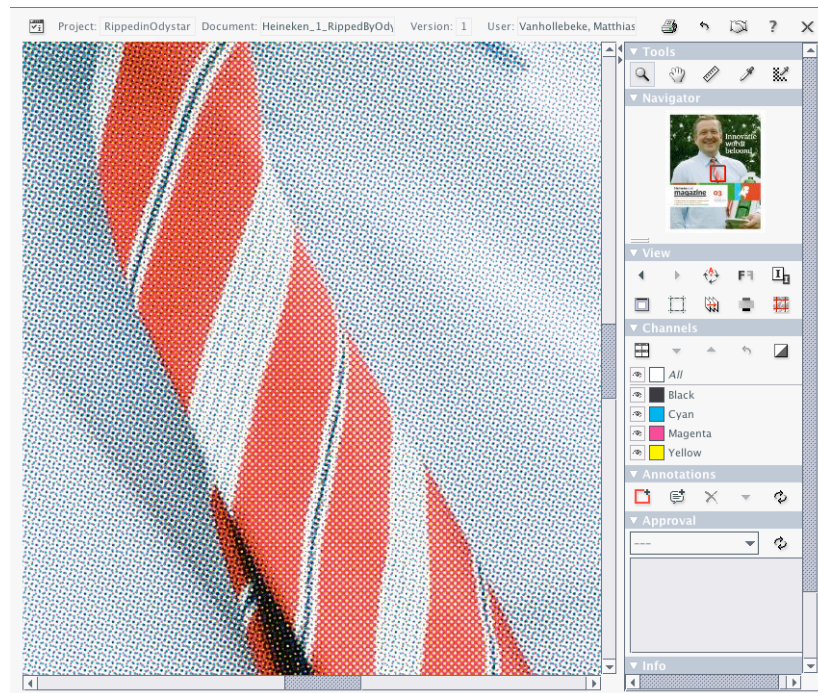 Project: RippedinOdystar Document: Heineken_1_RippedByOdy Version: 1 User: Vanhollebeke, Matthias
Tools
Navigator
Innovatie
wordt
beloond
magazine 03
View
Channels
All
Black
Cyan
Magenta
Yellow
Annotations
Approval
---
Info